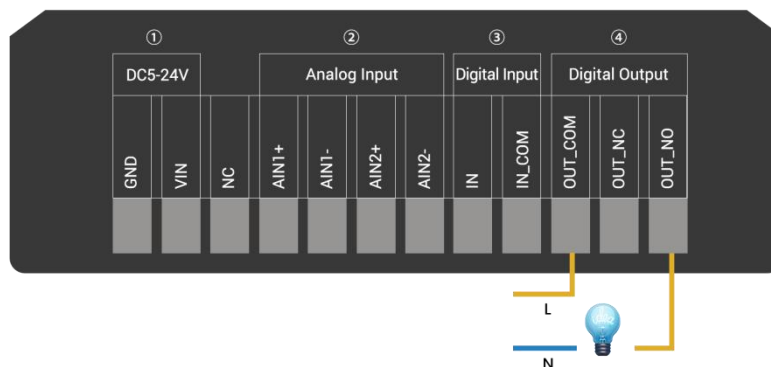 ① ② ③ ④
DC5-24V Analog Input Digital Input Digital Output
GND VIN NC AIN1+ AIN1- AIN2+ AIN2- IN IN_COM OUT_COM OUT_NC OUT_NO
L
N